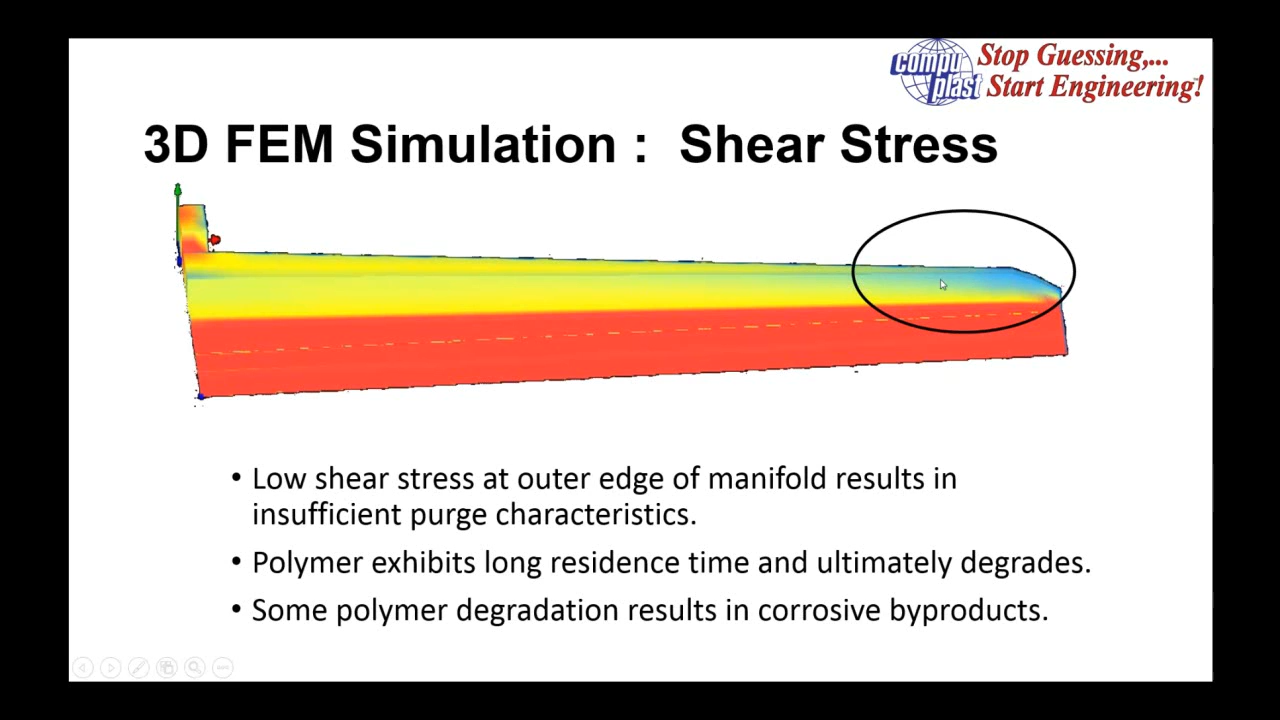 compu plast
Stop Guessing,...
Start Engineering!
3D FEM Simulation : Shear Stress
• Low shear stress at outer edge of manifold results in
insufficient purge characteristics.
• Polymer exhibits long residence time and ultimately degrades.
• Some polymer degradation results in corrosive byproducts.